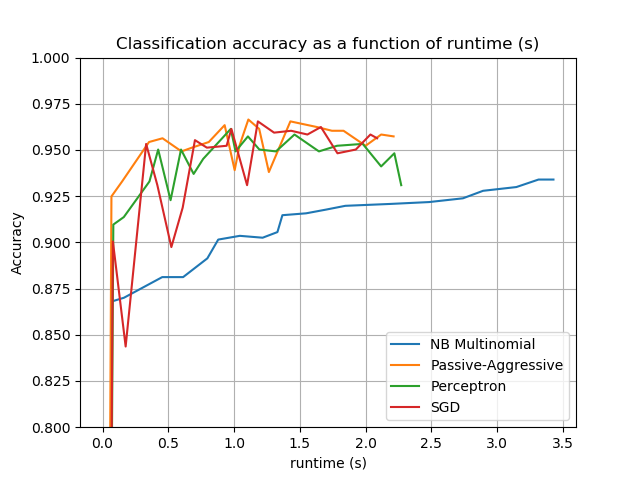 Classification accuracy as a function of runtime (s)
1.000
0.975
0.950
0.925
0.900
0.875
0.850
0.825
0.800
Accuracy
NB Multinomial
Passive-Aggressive
Perceptron
SGD
0.0 0.5 1.0 1.5 2.0 2.5 3.0 3.5
runtime (s)